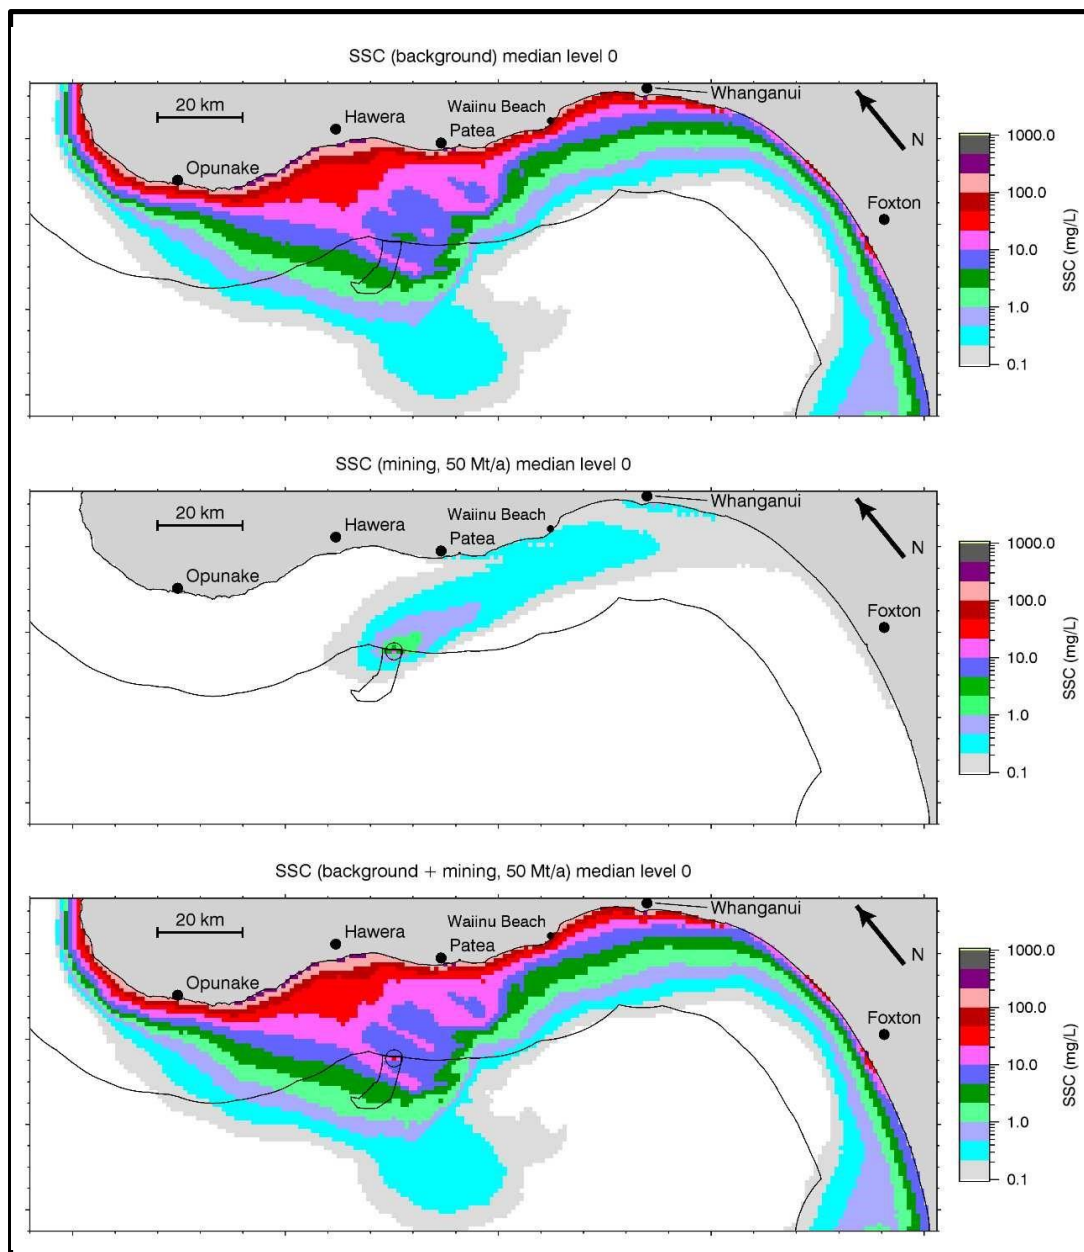 SSC (background) median level 0
20 km
Hawera
Waiinu Beach
Patea
Whanganui
Opunake
N
Foxton
1000.0
100.0
10.0
1.0
0.1
SSC (mg/L)
SSC (mining, 50 Mt/a) median level 0
20 km
Hawera
Waiinu Beach
Patea
Whanganui
Opunake
N
Foxton
1000.0
100.0
10.0
1.0
0.1
SSC (mg/L)
SSC (background + mining, 50 Mt/a) median level 0
20 km
Hawera
Waiinu Beach
Patea
Whanganui
Opunake
N
Foxton
1000.0
100.0
10.0
1.0
0.1
SSC (mg/L)